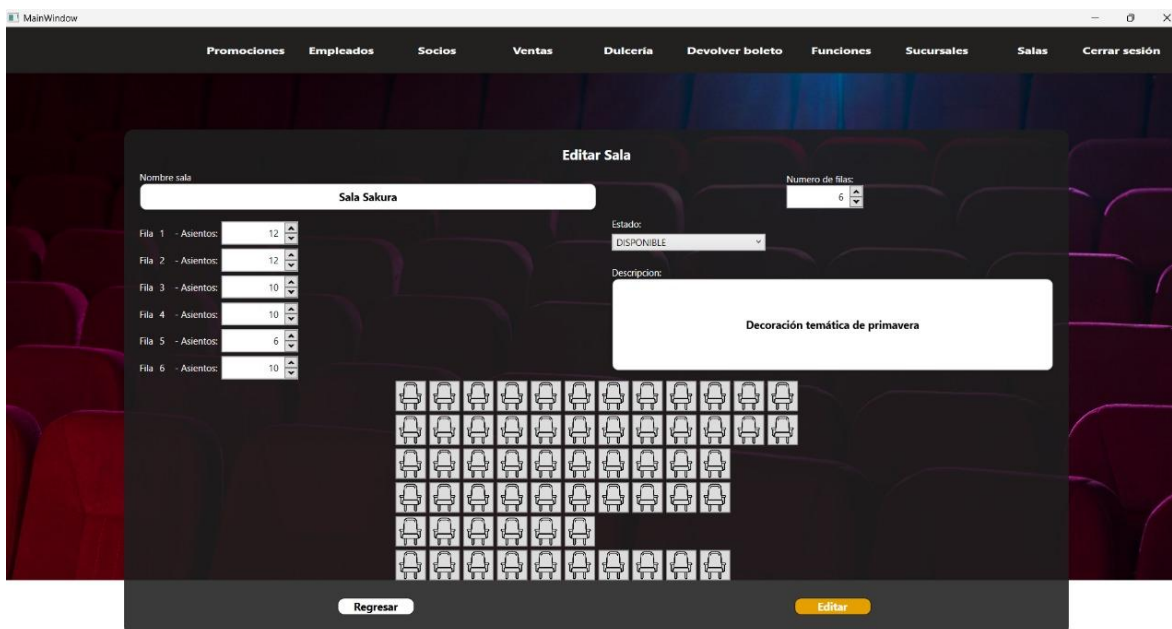 MainWindow
Promociones Empleados Socios Ventas Dulcería Devolver boleto Funciones Sucursales Salas Cerrar sesión
Editar Sala
Nombre sala
Sala Sakura
Numero de filas:
6
Fila 1 - Asientos: 12
Fila 2 - Asientos: 12
Fila 3 - Asientos: 10
Fila 4 - Asientos: 10
Fila 5 - Asientos: 6
Fila 6 - Asientos: 10
Estado:
DISPONIBLE
Descripcion:
Decoración temática de primavera
Regresar
Editar